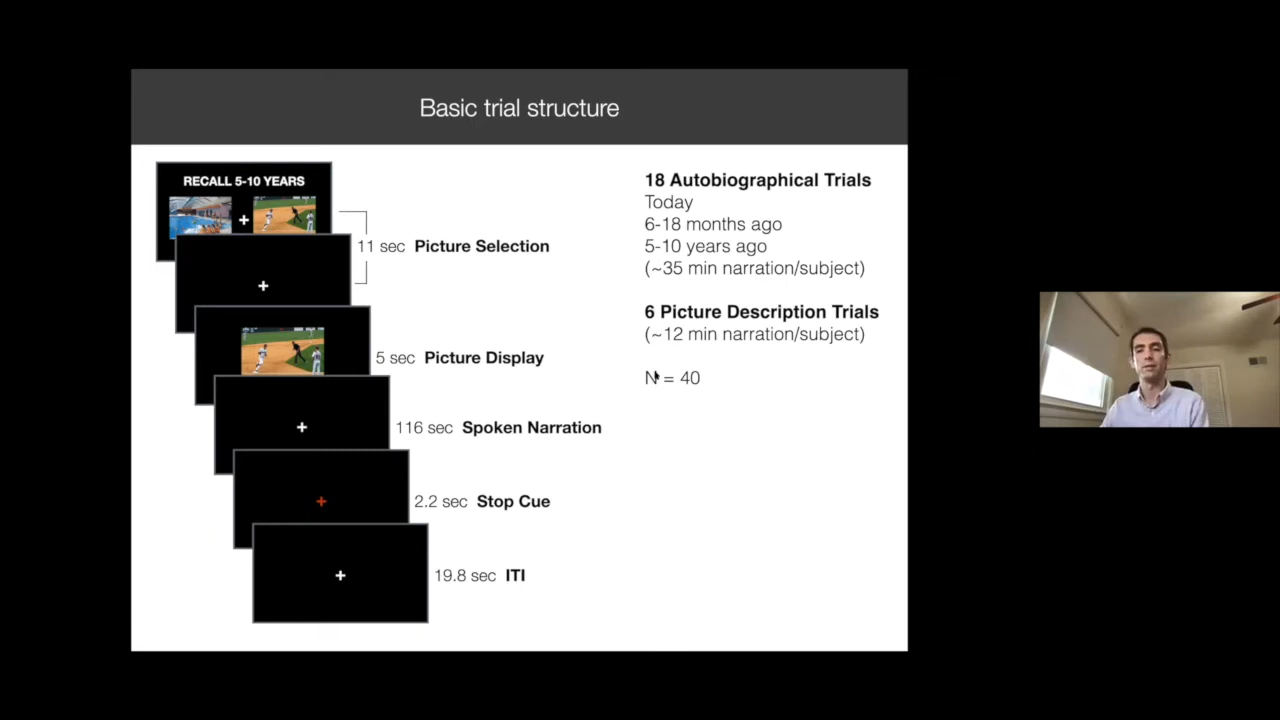 Basic trial structure
RECALL 5-10 YEARS
11 sec Picture Selection
5 sec Picture Display
116 sec Spoken Narration
2.2 sec Stop Cue
19.8 sec ITI
18 Autobiographical Trials
Today
6-18 months ago
5-10 years ago
(~35 min narration/subject)
6 Picture Description Trials
(~12 min narration/subject)
N = 40